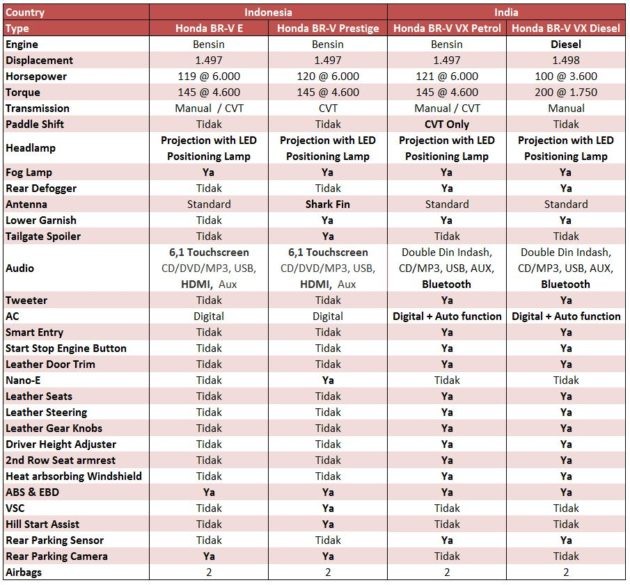 Country Indonesia India
Type Honda BR-V E Honda BR-V Prestige Honda BR-V VX Petrol Honda BR-V VX Diesel
Engine Bensin Bensin Bensin Diesel
Displacement 1.497 1.497 1.497 1.498
Horsepower 119 @ 6.000 120 @ 6.000 121 @ 6.000 100 @ 3.600
Torque 145 @ 4.600 145 @ 4.600 145 @ 4.600 200 @ 1.750
Transmission Manual / CVT CVT Manual / CVT Manual
Paddle Shift Tidak Tidak CVT Only Tidak
Headlamp Projection with LED Projection with LED Projection with LED Projection with LED
Positioning Lamp Positioning Lamp Positioning Lamp Positioning Lamp
Fog Lamp Ya Ya Ya Ya
Rear Defogger Tidak Tidak Ya Ya
Antenna Standard Shark Fin Standard Standard
Lower Garnish Tidak Ya Tidak Tidak
Tailgate Spoiler Tidak Ya Tidak Tidak
Audio 6,1 Touchscreen 6,1 Touchscreen Double Din Indash, Double Din Indash,
CD/DVD/MP3, USB, CD/DVD/MP3, USB, CD/MP3, USB, AUX, CD/MP3, USB, AUX,
HDMI, Aux HDMI, Aux Bluetooth Bluetooth
Tweeter Tidak Tidak Ya Ya
AC Digital Digital Digital + Auto function Digital + Auto function
Smart Entry Tidak Tidak Ya Ya
Start Stop Engine Button Tidak Tidak Ya Ya
Leather Door Trim Tidak Tidak Ya Ya
Nano-E Tidak Ya Tidak Tidak
Leather Seats Tidak Tidak Ya Ya
Leather Steering Tidak Tidak Ya Ya
Leather Gear Knobs Tidak Tidak Ya Ya
Driver Height Adjuster Tidak Tidak Ya Ya
2nd Row Seat armrest Tidak Tidak Ya Ya
Heat arbsorbing Windshield Tidak Tidak Ya Ya
ABS & EBD Ya Ya Ya Ya
VSC Tidak Ya Tidak Tidak
Hill Start Assist Tidak Ya Tidak Tidak
Rear Parking Sensor Tidak Tidak Ya Ya
Rear Parking Camera Ya Ya Tidak Tidak
Airbags 2 2 2 2